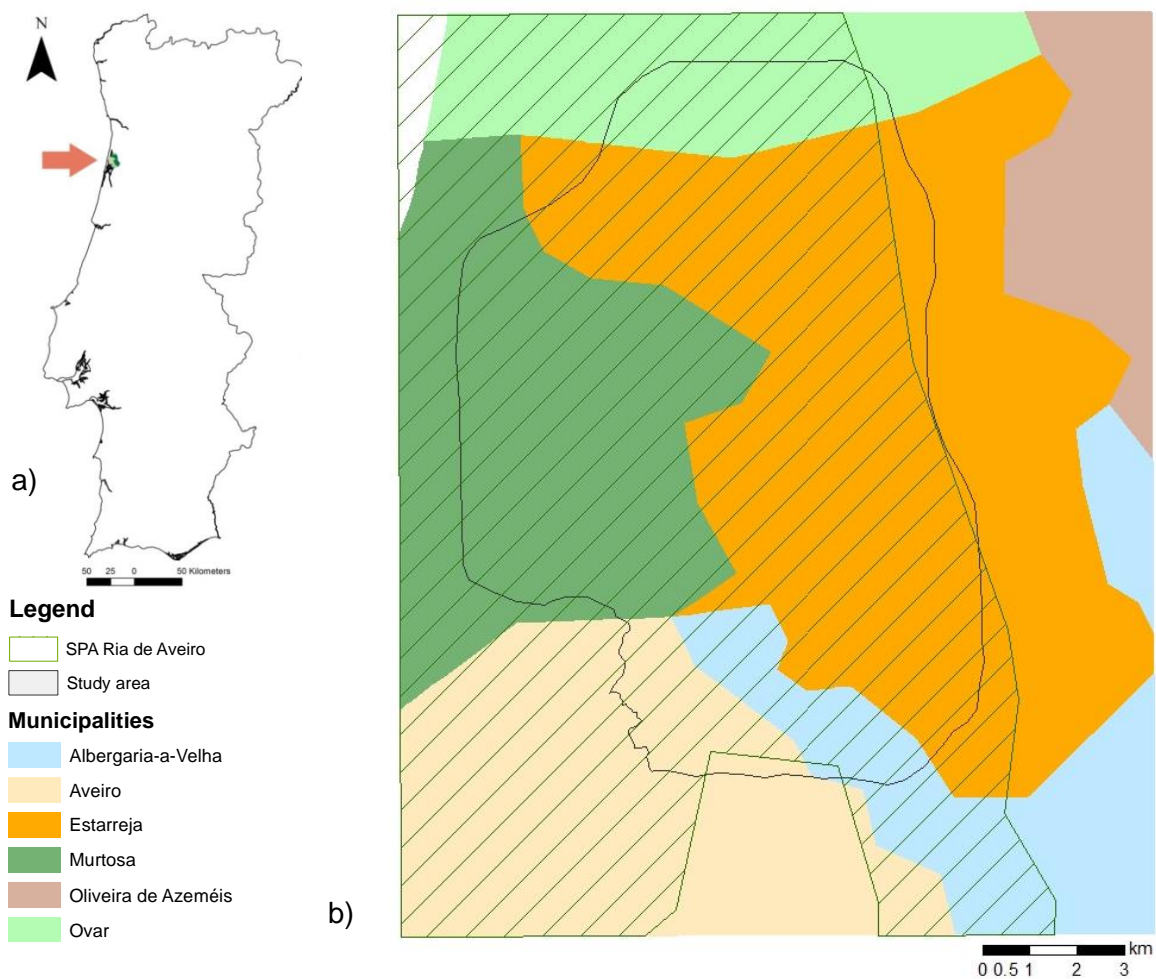 N
a)
50 25 0 50 Kilometers
Legend
SPA Ria de Aveiro
Study area
Municipalities
Albergaria-a-Velha
Aveiro
Estarreja
Murtosa
Oliveira de Azeméis
Ovar
b)
km
0 0.5 1 2 3